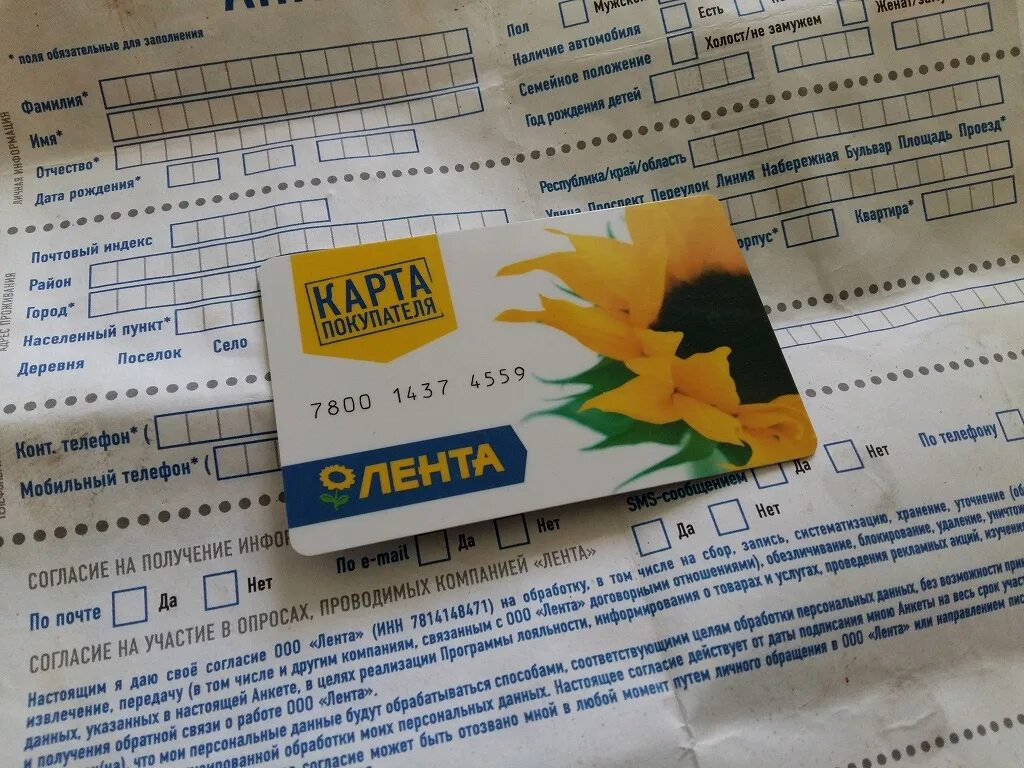 * поля обязательные для заполнения
Фамилия*
Имя*
Отчество*
Дата рождения*
ЛИЧНАЯ ИНФОРМАЦИЯ
Пол
Мужской
Наличие автомобиля
Есть
Семейное положение
Холост/не замужем
Год рождения детей
Республика/край/область
Улица Проспект Переулок Линия Набережная Бульвар Площадь Проезд*
Квартира*
Почтовый индекс
Район
Город*
Населенный пункт*
Деревня Поселок Село
АДРЕС ПРОЖИВАНИЯ
КАРТА
ПОКУПАТЕЛЯ
7800 1437 4559
ЛЕНТА
Конт. телефон* (
Мобильный телефон* (
СОГЛАСИЕ НА ПОЛУЧЕНИЕ
По почте Да Нет
По e-mail Да Нет
SMS-сообщением Да Нет
По телефону
СОГЛАСИЕ НА УЧАСТИЕ В ОПРОСАХ, ПРОВОДИМЫХ КОМПАНИЕЙ «ЛЕНТА»
Да Нет
Настоящим я даю своё согласие ООО «Лента» (ИНН 7814148471) на обработку, в том числе на сбор, запись, систематизацию, хранение, уточнение
извлечение, передачу (в том числе и другим компаниям, связанным с ООО «Лента» договорными отношениями), обезличивание, блокирование, удаление,
данных, указанных в настоящей Анкете, в целях реализации Программы лояльности, информирования о товарах и услугах, проведения рекламных акций, изучения
и получения обратной связи о работе ООО «Лента».
что мои персональные данные будут обрабатываться способами, соответствующими целям обработки персональных данных, без возможности
обработки моих персональных данных. Настоящее согласие действует от даты подписания мною Анкеты на весь срок
согласие может быть отозвано мной в любой момент путем личного обращения в ООО «Лента» или направлением